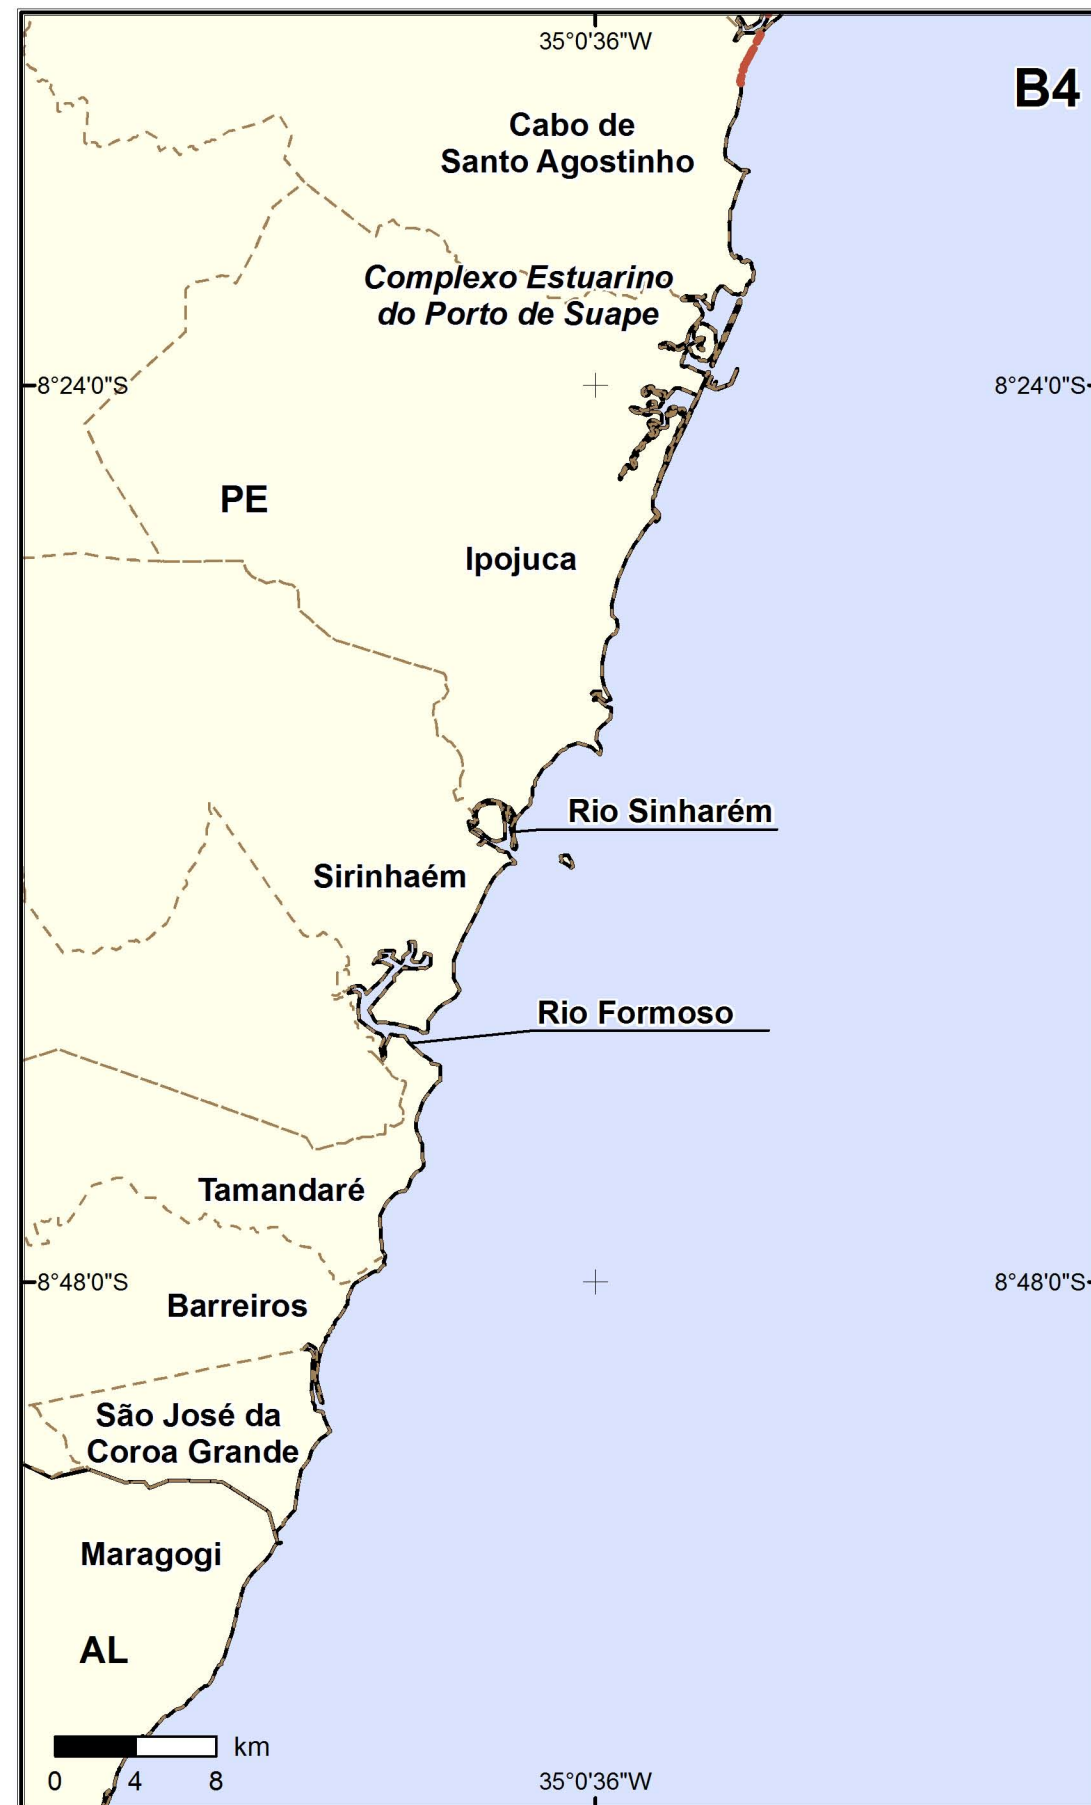 35°0'36"W
B4
Cabo de
Santo Agostinho
Complexo Estuarino
do Porto de Suape
8°24'0"S
8°24'0"S
PE
Ipojuca
Rio Sinharém
Sirinhaém
Rio Formoso
Tamandaré
8°48'0"S
8°48'0"S
Barreiros
São José da
Coroa Grande
Maragogi
AL
km
0 4 8
35°0'36"W